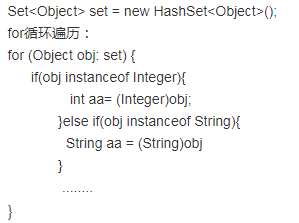 Set<Object> set = new HashSet<Object>();
for循环遍历：
for (Object obj: set) {
if(obj instanceof Integer){
int aa= (Integer)obj;
}else if(obj instanceof String){
String aa = (String)obj
}
........
}